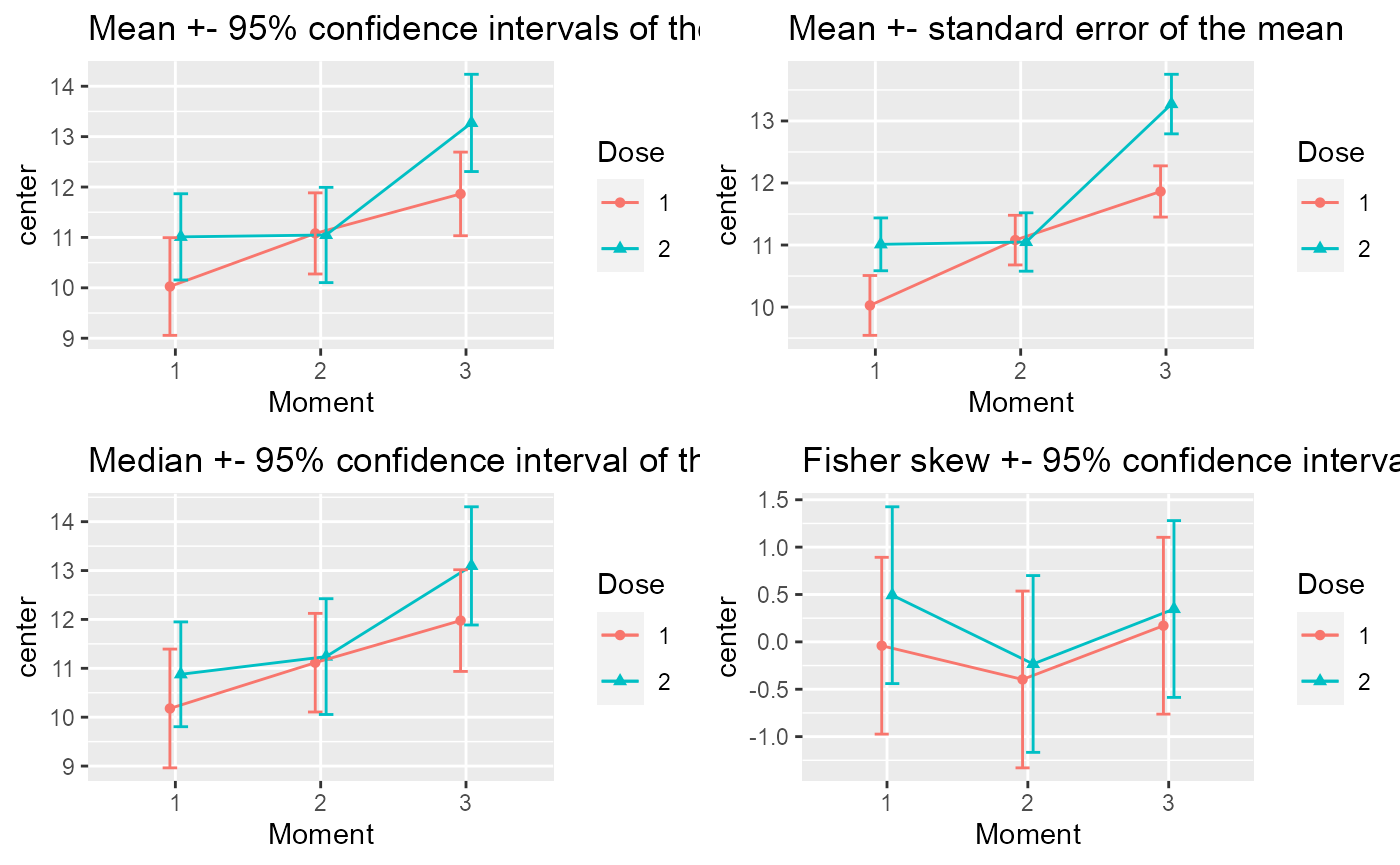 Mean +- 95% confidence intervals of the
14
13
12
11
10
9
center
1
2
3
Moment
Dose
1
2
Mean +- standard error of the mean
13
12
11
10
center
1
2
3
Moment
Dose
1
2
Median +- 95% confidence interval of th
14
13
12
11
10
9
center
1
2
3
Moment
Dose
1
2
Fisher skew +- 95% confidence interva
1.5
1.0
0.5
0.0
-0.5
-1.0
center
1
2
3
Moment
Dose
1
2